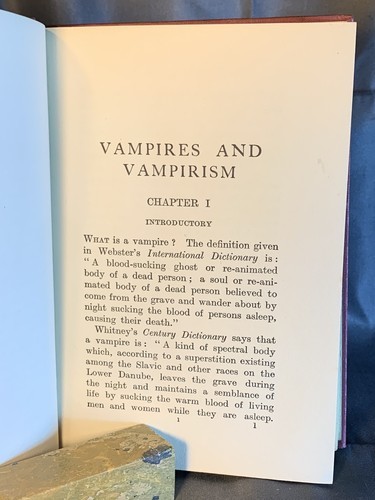 VAMPIRES AND
VAMPIRISM
CHAPTER I
INTRODUCTORY
WHAT is a vampire ? The definition given
in Webster's International Dictionary is :
" A blood-sucking ghost or re-animated
body of a dead person ; a soul or re-ani-
mated body of a dead person believed to
come from the grave and wander about by
night sucking the blood of persons asleep,
causing their death."
Whitney's Century Dictionary says that
a vampire is : " A kind of spectral body
which, according to a superstition existing
among the Slavic and other races on the
Lower Danube, leaves the grave during
the night and maintains a semblance of
life by sucking the warm blood of living
men and women while they are asleep.
1 1